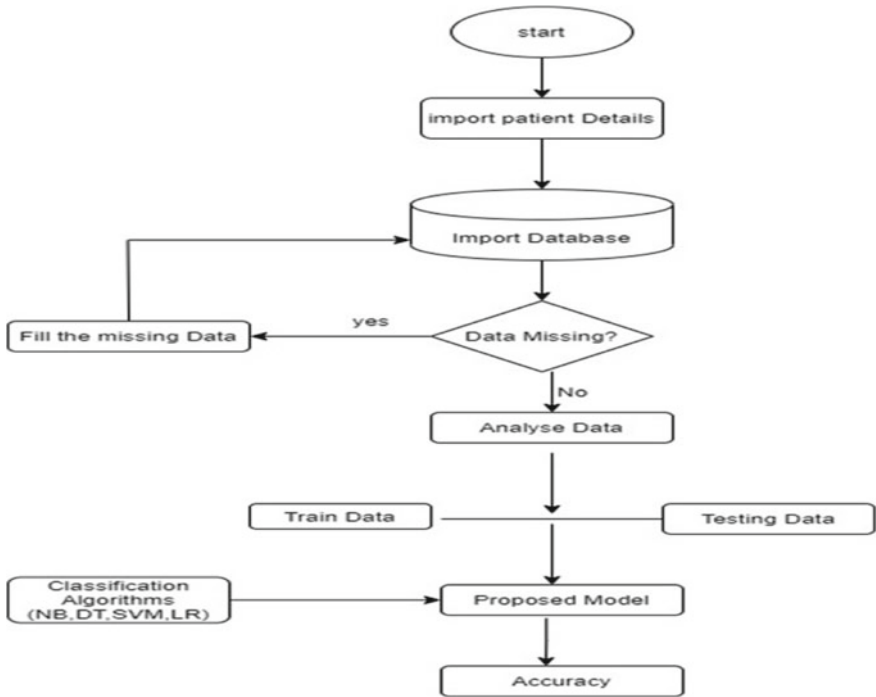 start
import patient Details
Import Database
yes
Fill the missing Data
Data Missing?
No
Analyse Data
Train Data
Testing Data
Classification
Algorithms
(NB,DT,SVM,LR)
Proposed Model
Accuracy